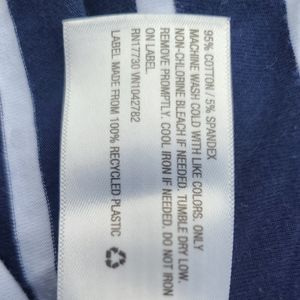 95% COTTON / 5% SPANDEX
MACHINE WASH COLD WITH LIKE COLORS. ONLY
NON-CHLORINE BLEACH IF NEEDED. TUMBLE DRY LOW.
REMOVE PROMPTLY. COOL IRON IF NEEDED. DO NOT IRON
ON LABEL
RN17730 VN1042782
LABEL MADE FROM 100% RECYCLED PLASTIC